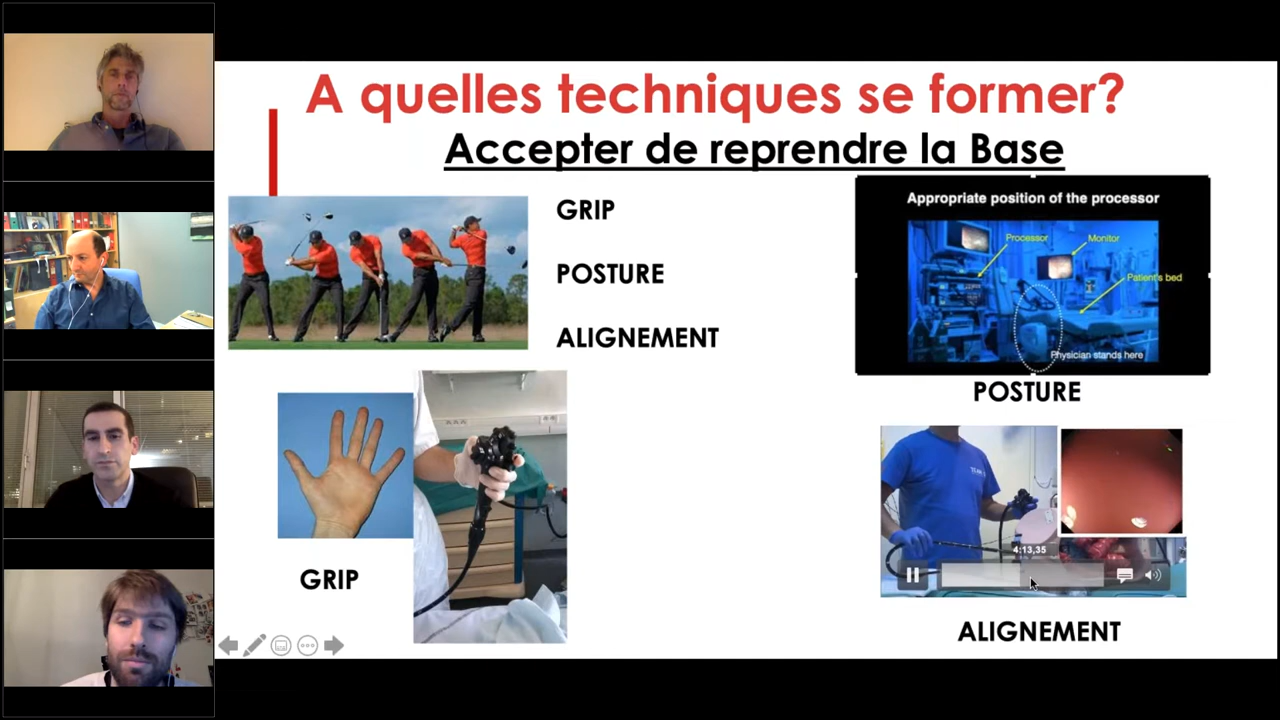 A quelles techniques se former?
Accepter de reprendre la Base
GRIP
POSTURE
ALIGNEMENT
Appropriate position of the processor
Processor
Monitor
Patient's bed
Physician stands here
POSTURE
GRIP
4:13,35
ALIGNEMENT